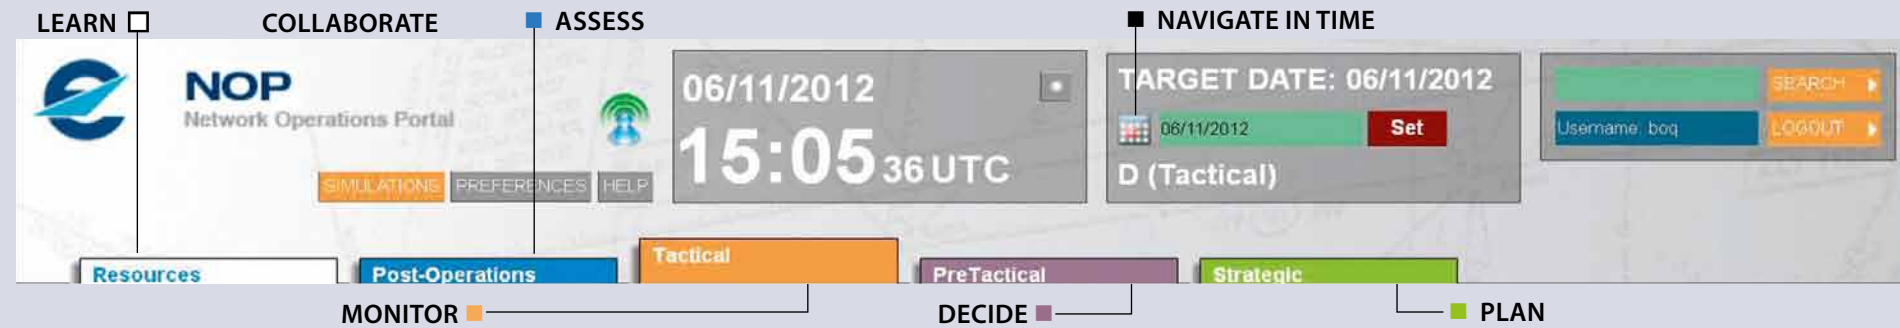 LEARN COLLABORATE ASSESS NAVIGATE IN TIME
NOP
Network Operations Portal
SIMULATIONS PREFERENCES HELP
06/11/2012
15:05 36 UTC
TARGET DATE: 06/11/2012
06/11/2012 Set
D (Tactical)
SEARCH
Username: boq LOGOUT
Resources Post-Operations Tactical PreTactical Strategic
MONITOR DECIDE PLAN